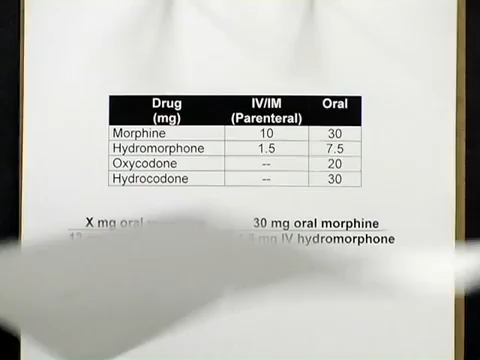 Drug IV/IM Oral
(mg) (Parenteral)
Morphine 10 30
Hydromorphone 1.5 7.5
Oxycodone -- 20
Hydrocodone -- 30
X mg oral 30 mg oral morphine
mg IV hydromorphone